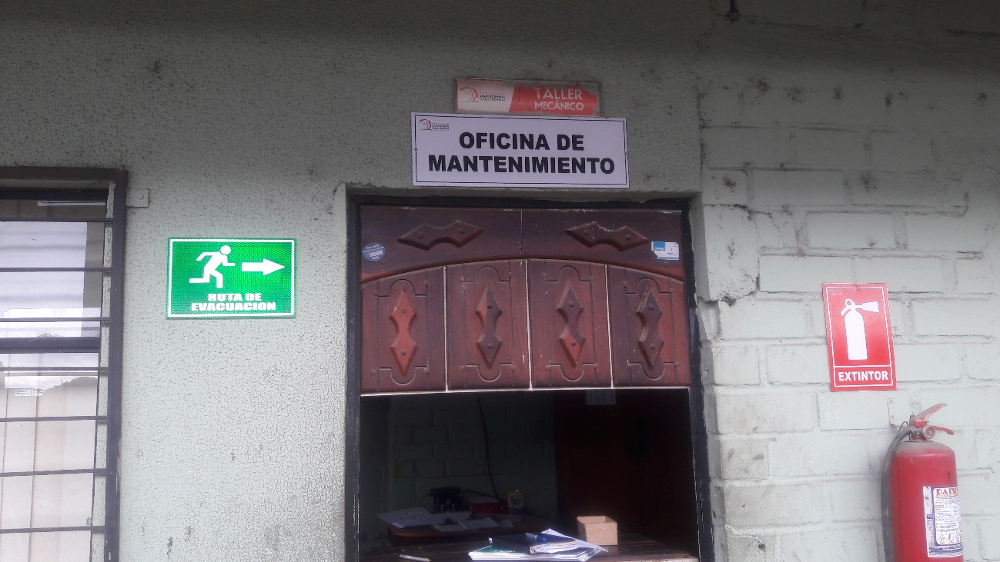 TALLER
MECÁNICO
OFICINA DE
MANTENIMIENTO
RUTA DE
EVACUACION
EXTINTOR